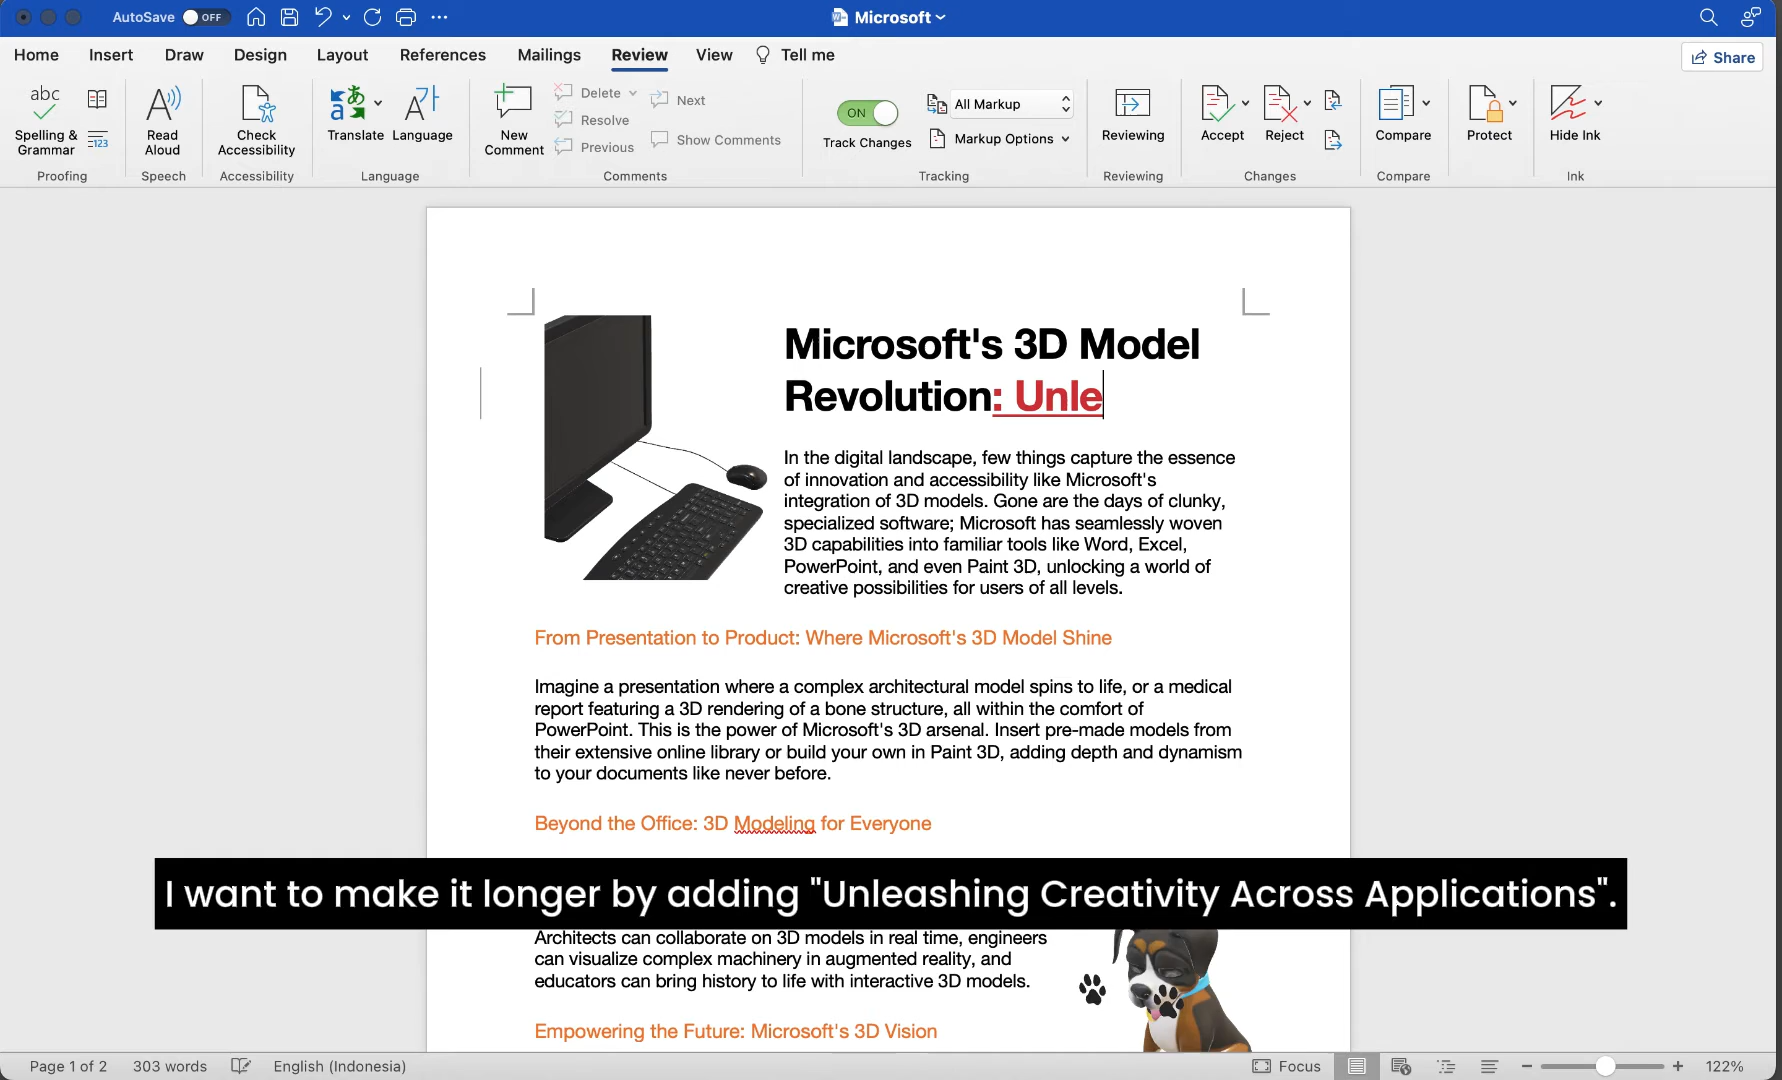 AutoSave OFF
Microsoft
Home Insert Draw Design Layout References Mailings Review View Tell me Share
abc
Spelling & Grammar
123
Read Aloud
Check Accessibility
Translate
Language
New Comment
Delete
Resolve
Previous
Next
Show Comments
ON
Track Changes
All Markup
Markup Options
Reviewing
Accept
Reject
Compare
Protect
Hide Ink
Proofing Speech Accessibility Language Comments Tracking Reviewing Changes Compare Ink
Microsoft's 3D Model
Revolution: Unle
In the digital landscape, few things capture the essence
of innovation and accessibility like Microsoft's
integration of 3D models. Gone are the days of clunky,
specialized software; Microsoft has seamlessly woven
3D capabilities into familiar tools like Word, Excel,
PowerPoint, and even Paint 3D, unlocking a world of
creative possibilities for users of all levels.
From Presentation to Product: Where Microsoft's 3D Model Shine
Imagine a presentation where a complex architectural model spins to life, or a medical
report featuring a 3D rendering of a bone structure, all within the comfort of
PowerPoint. This is the power of Microsoft's 3D arsenal. Insert pre-made models from
their extensive online library or build your own in Paint 3D, adding depth and dynamism
to your documents like never before.
Beyond the Office: 3D Modeling for Everyone
I want to make it longer by adding "Unleashing Creativity Across Applications".
Architects can collaborate on 3D models in real time, engineers
can visualize complex machinery in augmented reality, and
educators can bring history to life with interactive 3D models.
Empowering the Future: Microsoft's 3D Vision
Page 1 of 2 303 words English (Indonesia) Focus 122%